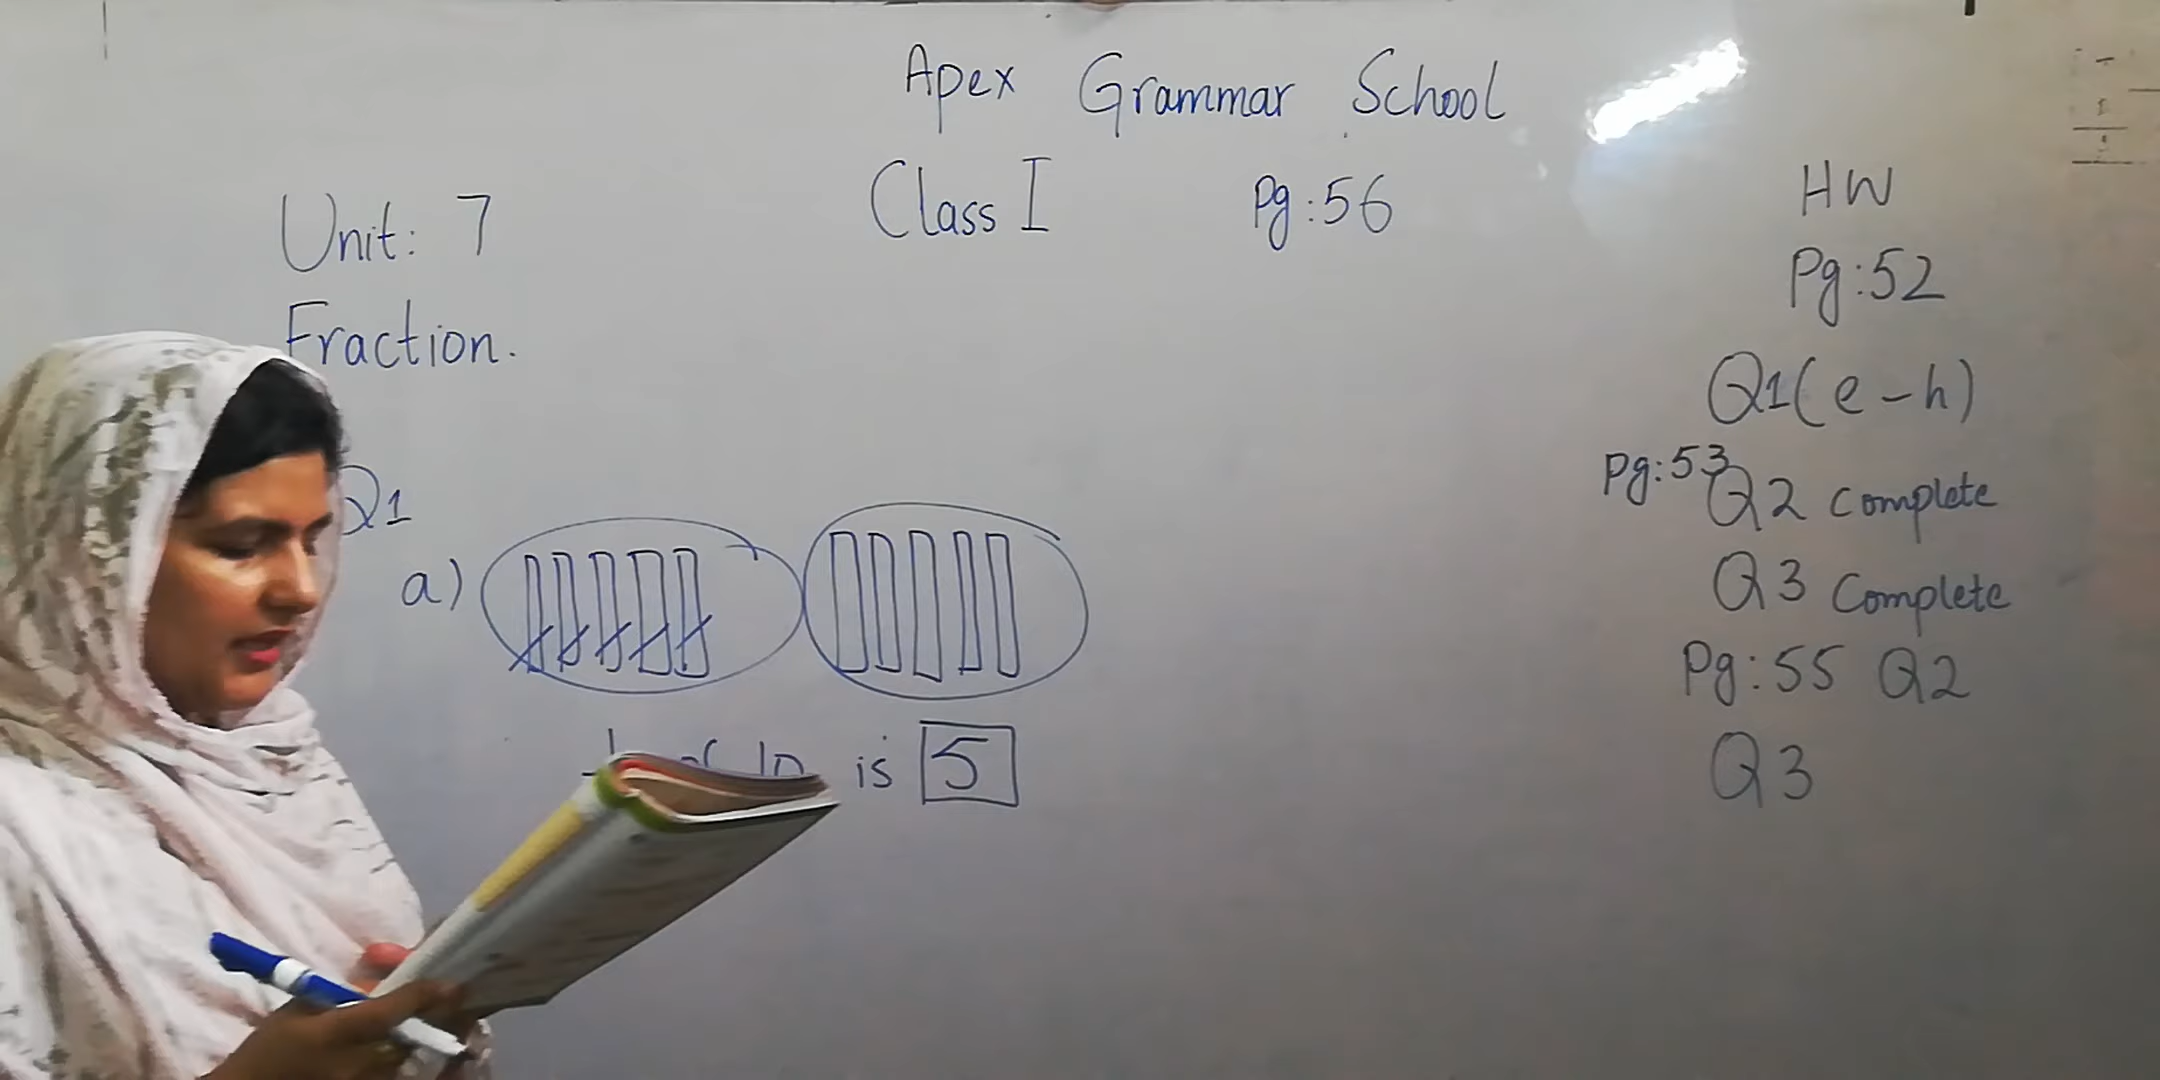 Apex Grammar School
Class I Pg:56
Unit: 7
Fraction.
Q1
a)
is 5
HW
Pg:52
Q1(e-h)
Pg:53 Q2 Complete
Q3 Complete
Pg:55 Q2
Q3